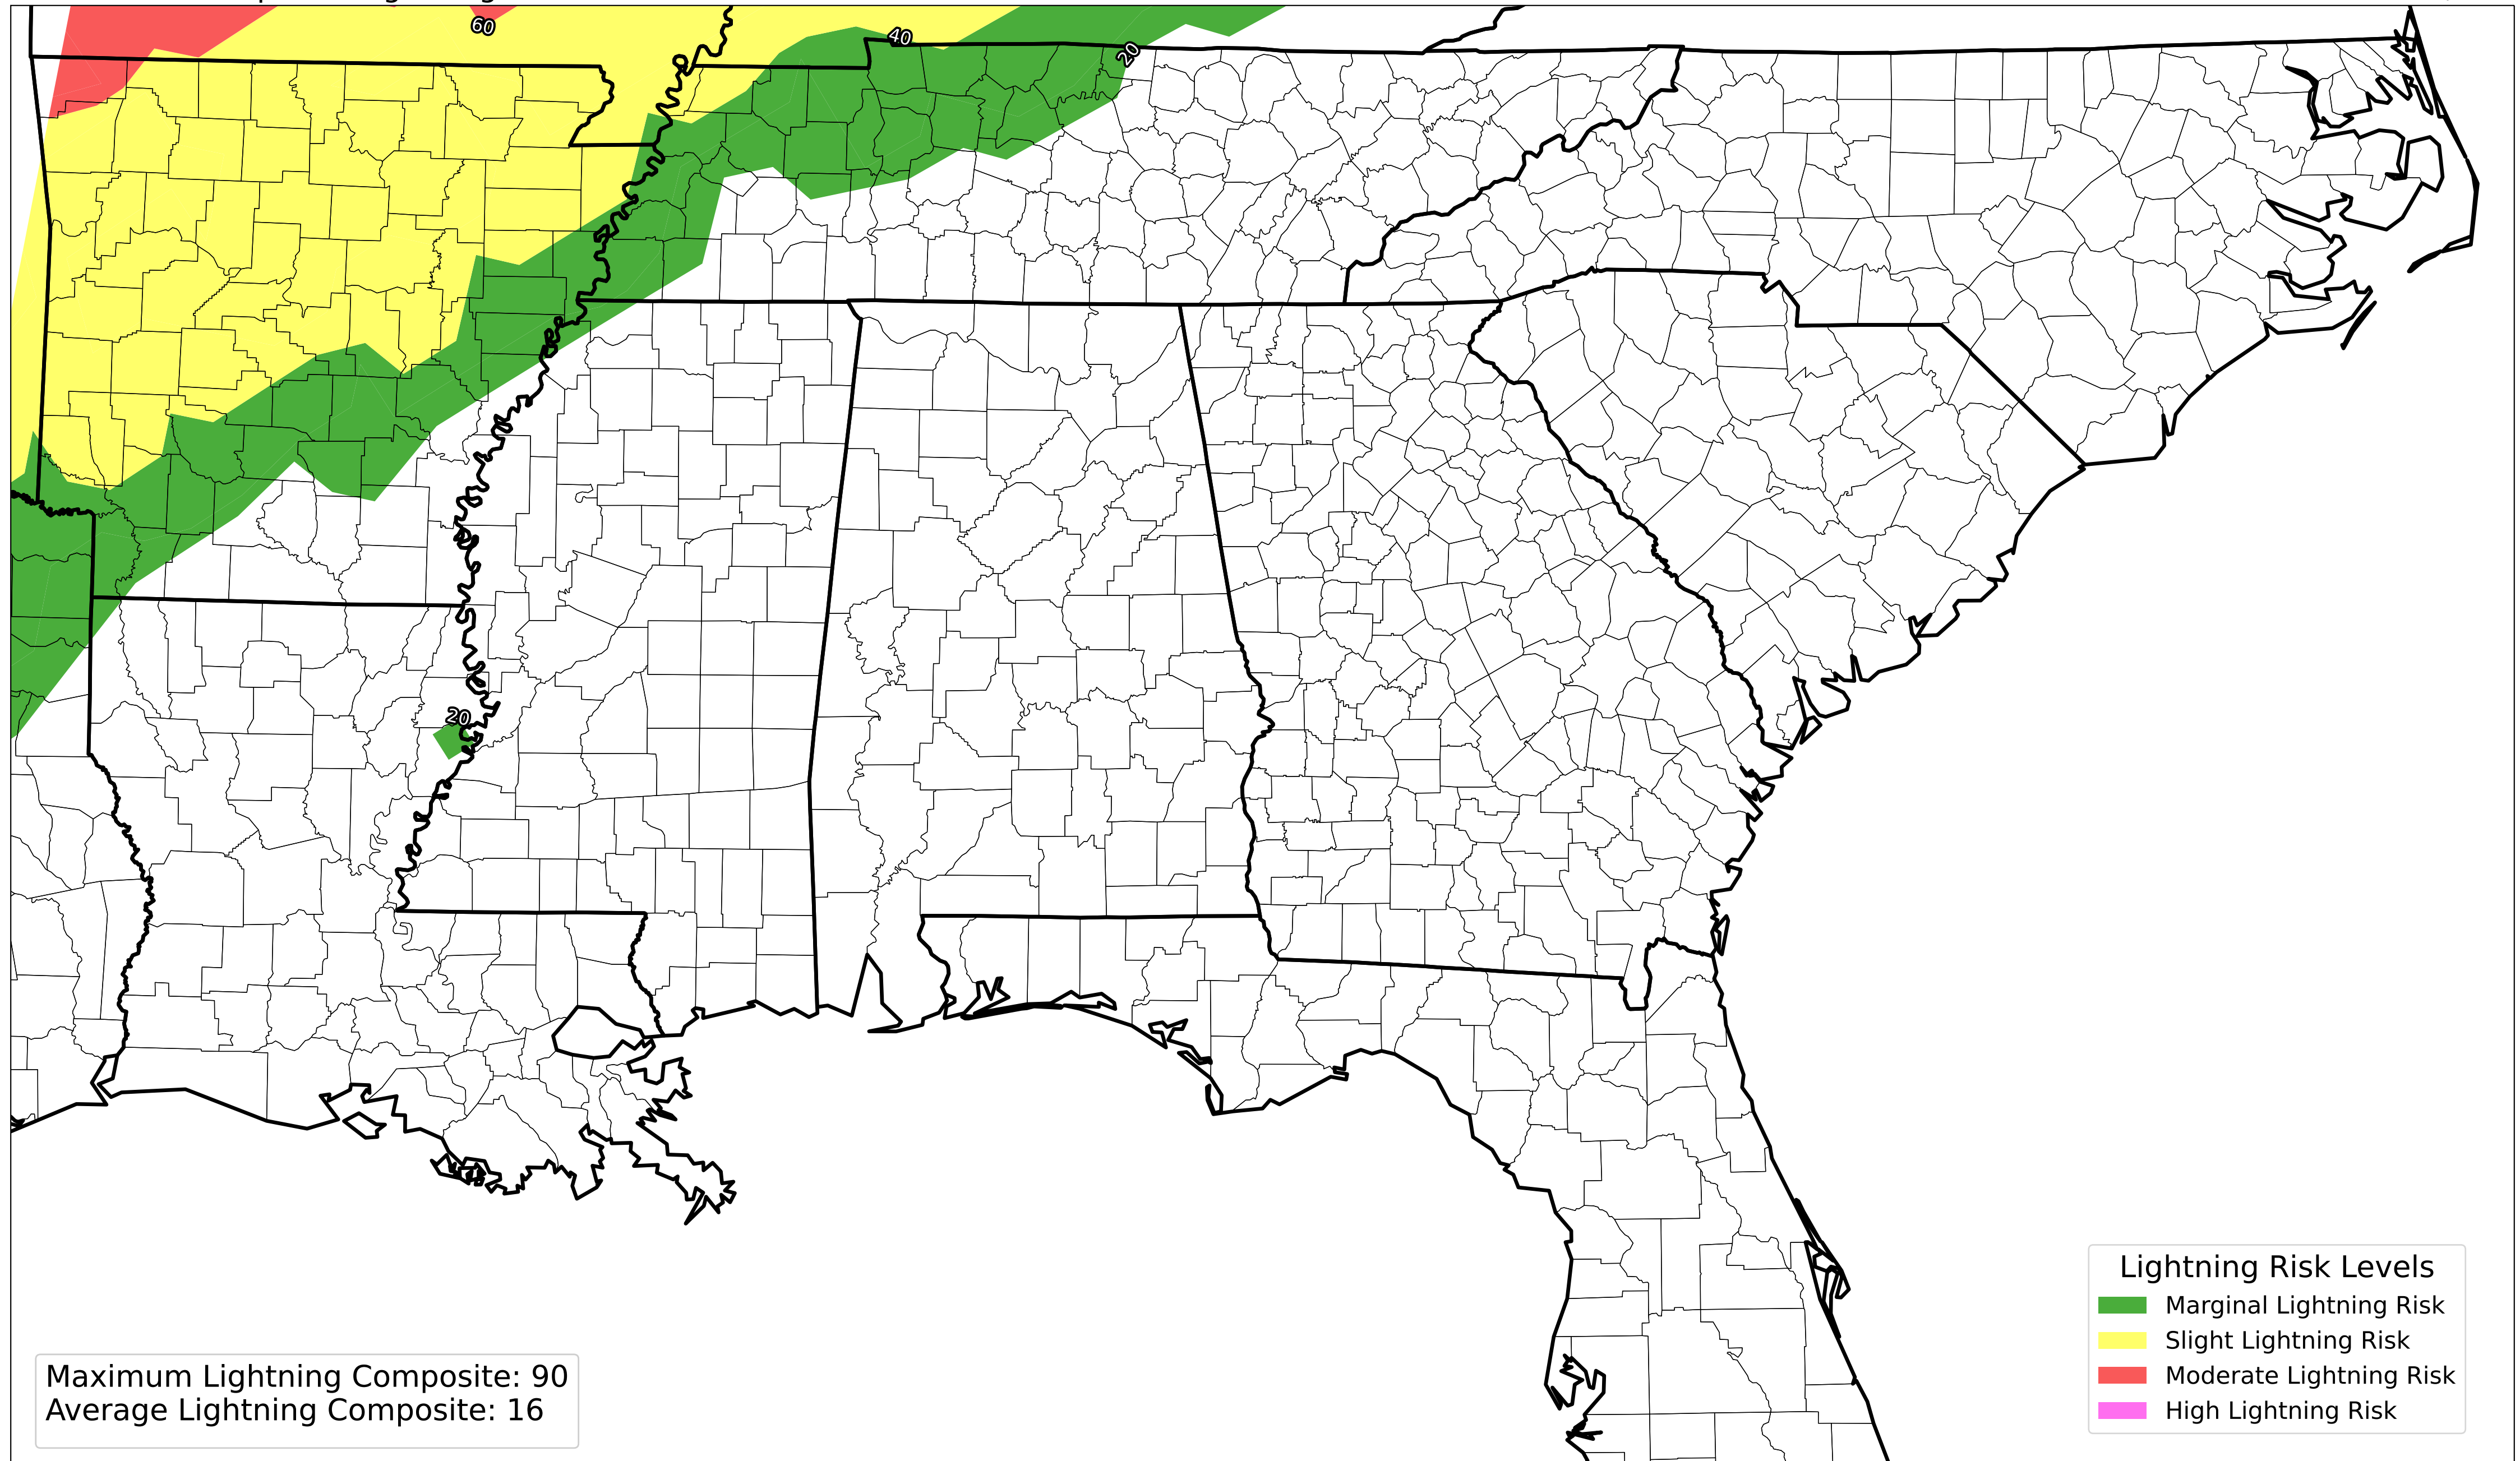 60
40
20
20
Lightning Risk Levels
Marginal Lightning Risk
Slight Lightning Risk
Moderate Lightning Risk
High Lightning Risk
Maximum Lightning Composite: 90
Average Lightning Composite: 16